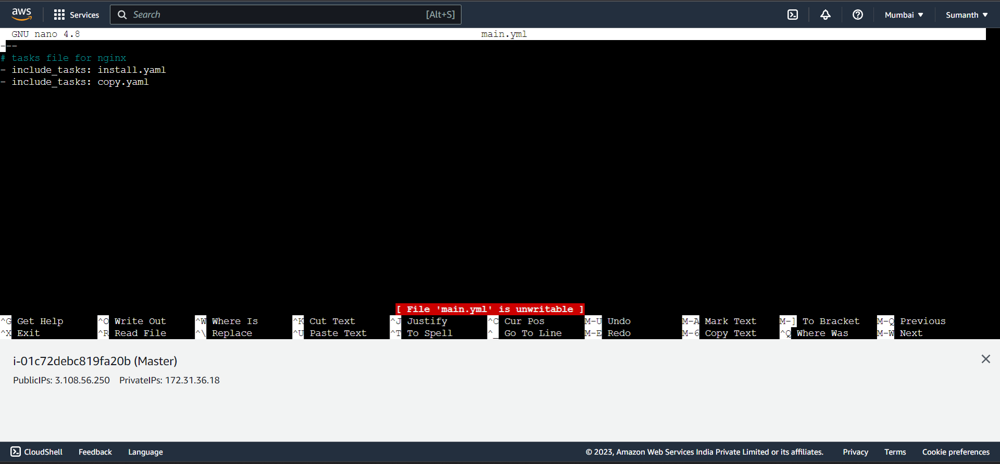 aws Services Search [Alt+S] Mumbai Sumanth
GNU nano 4.8 main.yml
---
# tasks file for nginx
- include_tasks: install.yaml
- include_tasks: copy.yaml
[ File 'main.yml' is unwritable ]
^G Get Help ^O Write Out ^W Where Is ^K Cut Text ^J Justify ^C Cur Pos M-U Undo M-A Mark Text M-] To Bracket M-Q Previous
^X Exit ^R Read File ^\ Replace ^U Paste Text ^T To Spell ^_ Go To Line M-E Redo M-6 Copy Text ^Q Where Was M-W Next
i-01c72debc819fa20b (Master)
PublicIPs: 3.108.56.250 PrivateIPs: 172.31.36.18
CloudShell Feedback Language © 2023, Amazon Web Services India Private Limited or its affiliates. Privacy Terms Cookie preferences